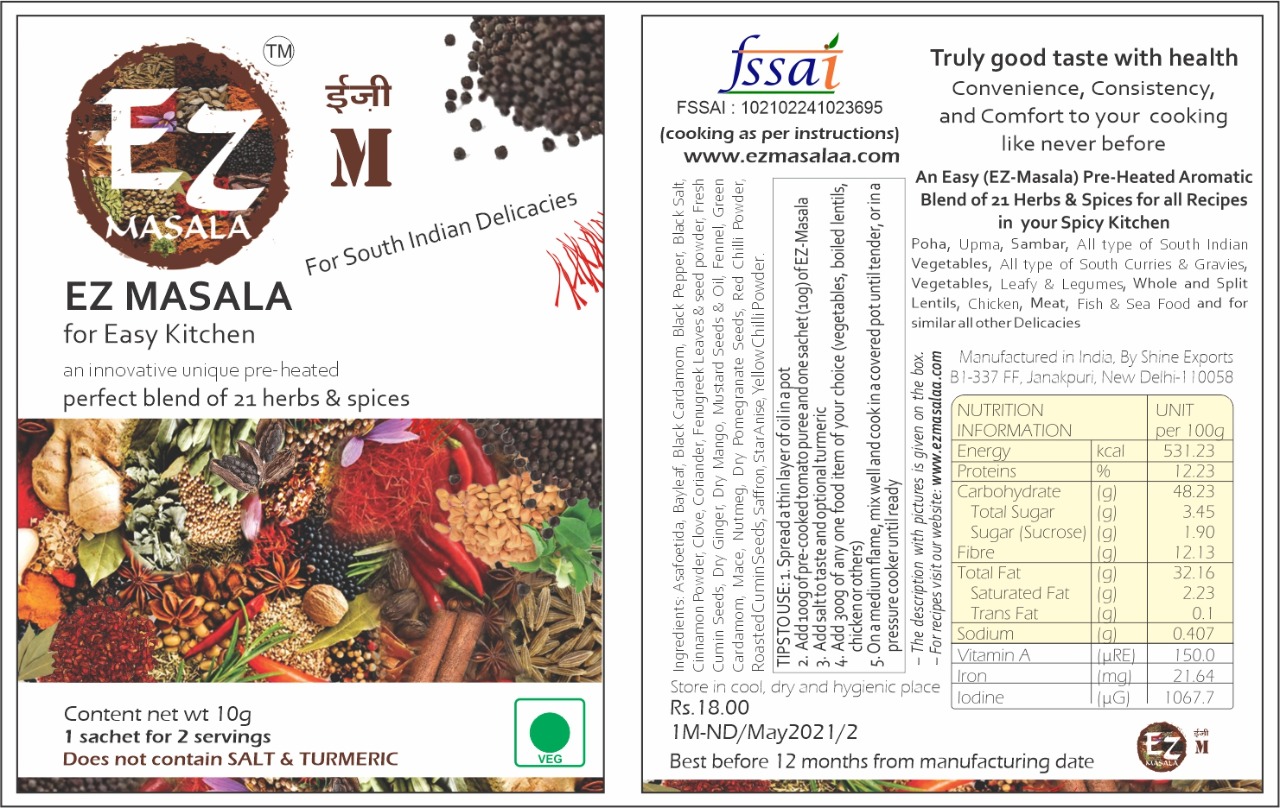 TM
EZ
MASALA
ईज़ी
M
For South Indian Delicacies
EZ MASALA
for Easy Kitchen
an innovative unique pre-heated
perfect blend of 21 herbs & spices
Content net wt 10g
1 sachet for 2 servings
Does not contain SALT & TURMERIC
VEG
fssai
FSSAI : 102102241023695
(cooking as per instructions)
www.ezmasalaa.com
Truly good taste with health
Convenience, Consistency,
and Comfort to your cooking
like never before
An Easy (EZ-Masala) Pre-Heated Aromatic
Blend of 21 Herbs & Spices for all Recipes
in your Spicy Kitchen
Poha, Upma, Sambar, All type of South Indian
Vegetables, All type of South Curries & Gravies,
Vegetables, Leafy & Legumes, Whole and Split
Lentils, Chicken, Meat, Fish & Sea Food and for
similar all other Delicacies
Ingredients: Asafoetida, Bayleaf, Black Cardamon, Black Pepper, Black Salt,
Cinnamon Powder, Clove, Coriander, Fenugreek Leaves & seed powder, Fresh
Cumin Seeds, Dry Ginger, Dry Mango, Mustard Seeds & Oil, Fennel, Green
Cardamom, Mace, Nutmeg, Dry Pomegranate Seeds, Red Chilli Powder,
Roasted Cumin Seeds, Saffron, Star Anise, Yellow Chilli Powder.
TIPS TO USE: 1. Spread a thin layer of oil in a pot
2. Add 100g of pre-cooked tomato puree and one sachet (10g) of EZ-Masala
3. Add salt to taste and optional turmeric
4. Add 300g of any one food item of your choice (vegetables, boiled lentils,
chicken or others)
5. On a medium flame, mix well and cook in a covered pot until tender, or in a
pressure cooker until ready
– The description with pictures is given on the box.
– For recipes visit our website: www.ezmasalaa.com
Manufactured in India, By Shine Exports
B1-337 FF, Janakpuri, New Delhi-110058
NUTRITION INFORMATION UNIT per 100g
Energy kcal 531.23
Proteins % 12.23
Carbohydrate (g) 48.23
Total Sugar (g) 3.45
Sugar (Sucrose) (g) 1.90
Fibre (g) 12.13
Total Fat (g) 32.16
Saturated Fat (g) 2.23
Trans Fat (g) 0.1
Sodium (g) 0.407
Vitamin A (µRE) 150.0
Iron (mg) 21.64
Iodine (µG) 1067.7
Store in cool, dry and hygienic place
Rs.18.00
1M-ND/May2021/2
Best before 12 months from manufacturing date
EZ
MASALA
ईज़ी
M